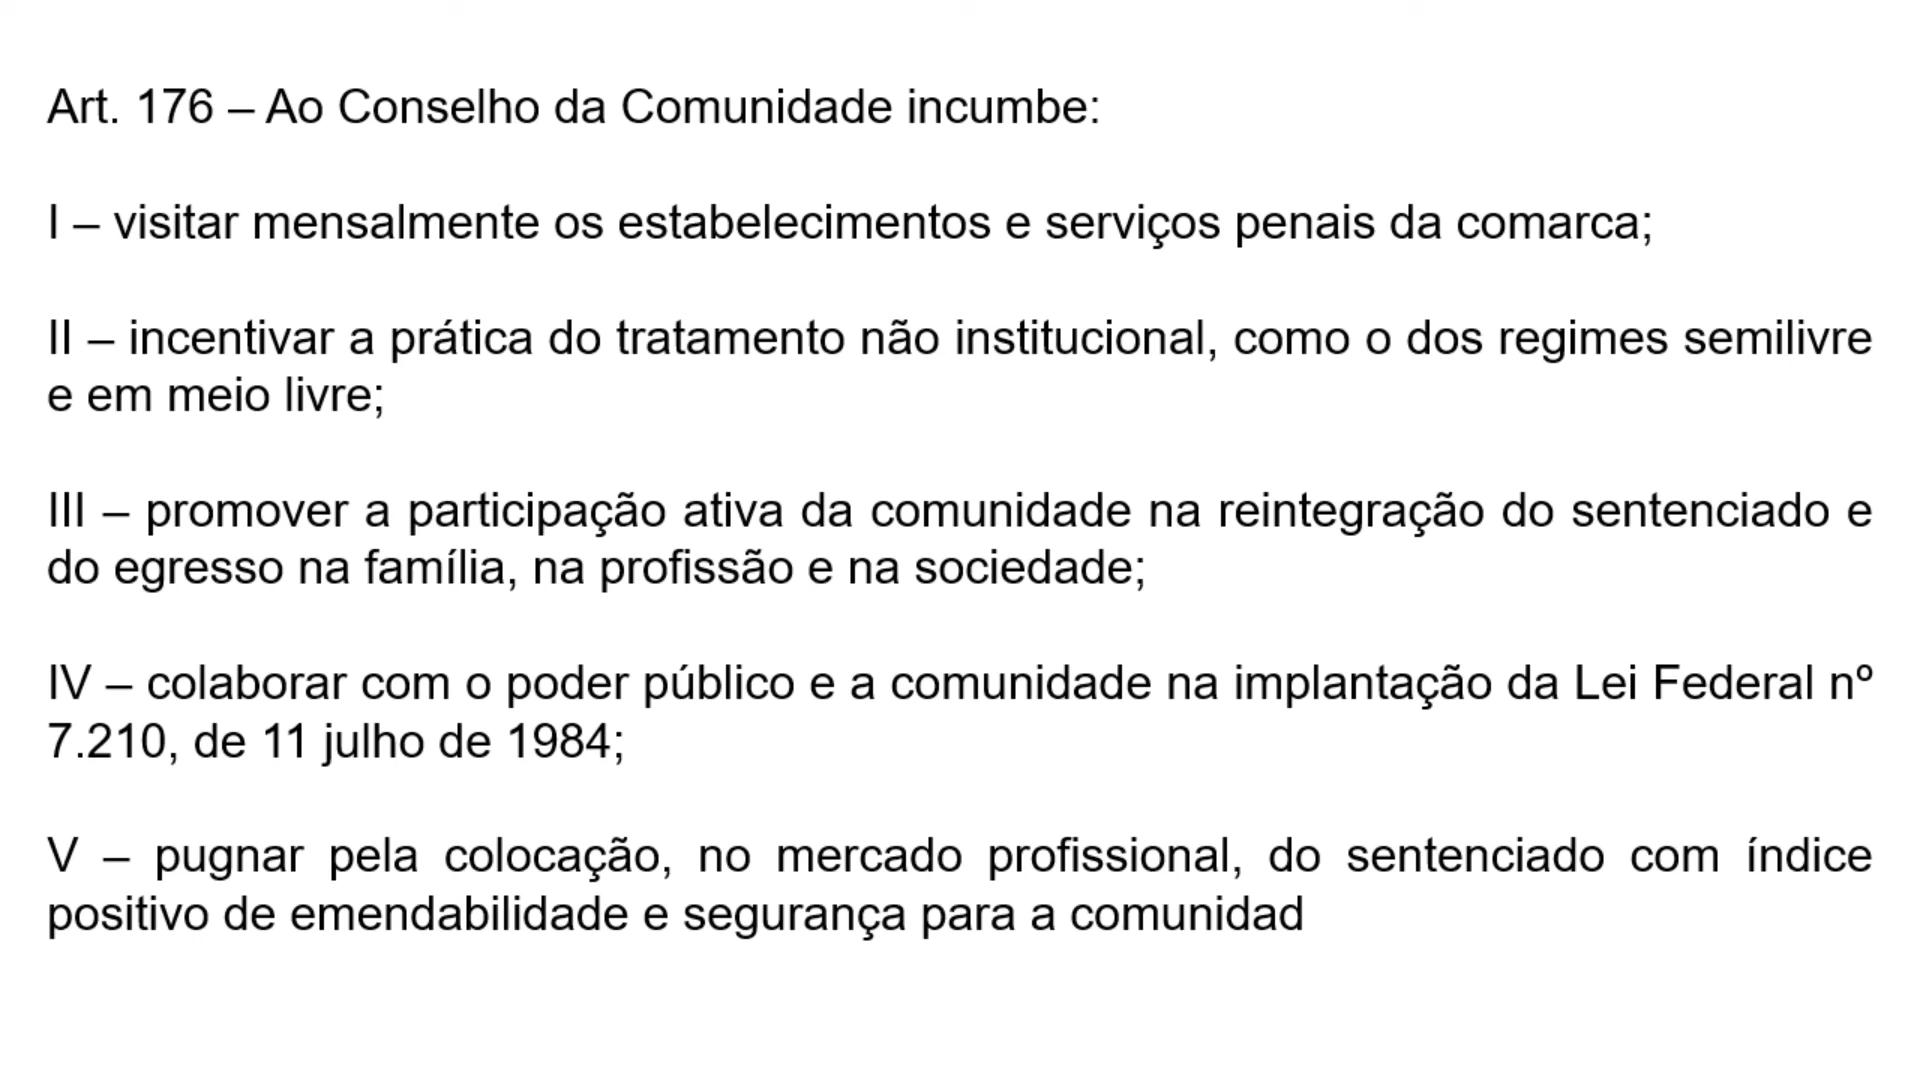 Art. 176 – Ao Conselho da Comunidade incumbe:
I – visitar mensalmente os estabelecimentos e serviços penais da comarca;
II – incentivar a prática do tratamento não institucional, como o dos regimes semilivre
e em meio livre;
III – promover a participação ativa da comunidade na reintegração do sentenciado e
do egresso na família, na profissão e na sociedade;
IV – colaborar com o poder público e a comunidade na implantação da Lei Federal nº
7.210, de 11 julho de 1984;
V – pugnar pela colocação, no mercado profissional, do sentenciado com índice
positivo de emendabilidade e segurança para a comunidad